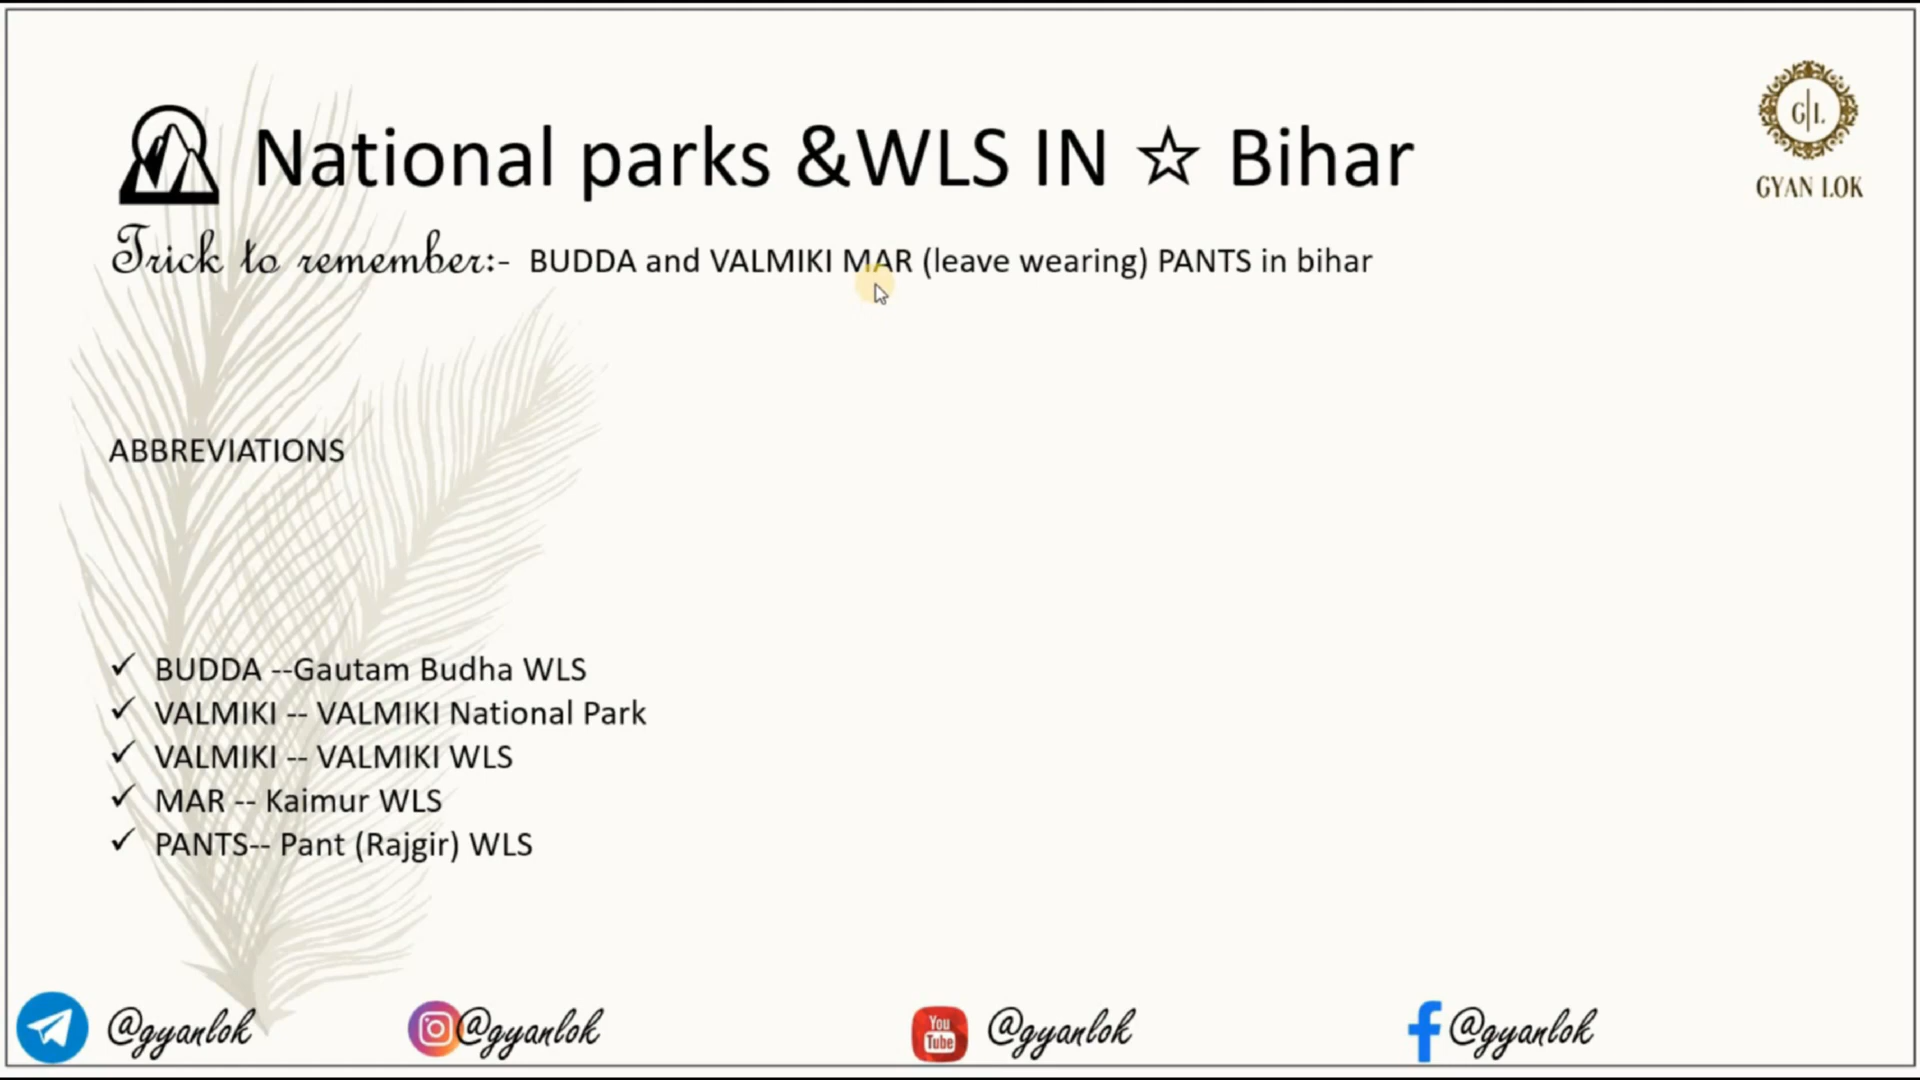 National parks &WLS IN ☆ Bihar
G|L
GYAN LOK
Trick to remember:- BUDDA and VALMIKI MAR (leave wearing) PANTS in bihar
ABBREVIATIONS
✓ BUDDA --Gautam Budha WLS
✓ VALMIKI -- VALMIKI National Park
✓ VALMIKI -- VALMIKI WLS
✓ MAR -- Kaimur WLS
✓ PANTS-- Pant (Rajgir) WLS
@gyanlok @gyanlok You Tube @gyanlok @gyanlok